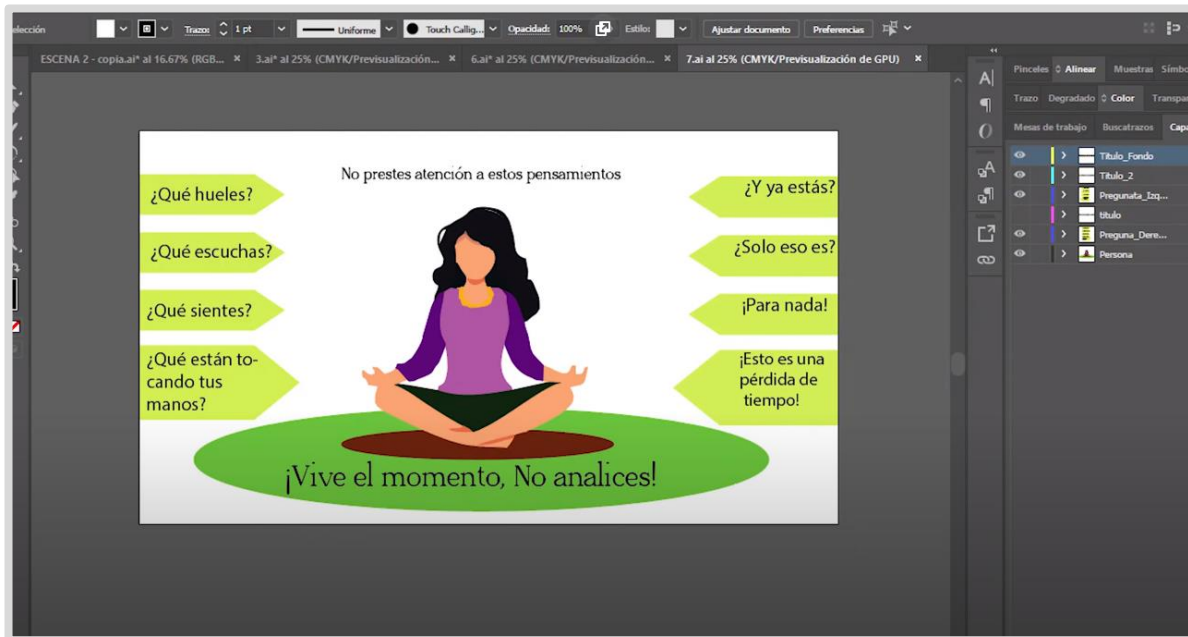 elección
Trazo: 1 pt Uniforme Touch Callig... Opacidad: 100% Estilo: Ajustar documento Preferencias
ESCENA 2 - copia.ai* al 16.67% (RGB... × 3.ai* al 25% (CMYK/Previsualización... × 6.ai* al 25% (CMYK/Previsualización... × 7.ai al 25% (CMYK/Previsualización de GPU) ×
Pinceles Alinear Muestras Símbo
Trazo Degradado Color Transpar
Mesas de trabajo Buscatrazos Capa
Titulo_Fondo
Titulo_2
Pregunata_Izq...
titulo
Preguna_Dere...
Persona
No prestes atención a estos pensamientos
¿Qué hueles?
¿Qué escuchas?
¿Qué sientes?
¿Qué están to-
cando tus
manos?
¿Y ya estás?
¿Solo eso es?
¡Para nada!
¡Esto es una
pérdida de
tiempo!
¡Vive el momento, No analices!